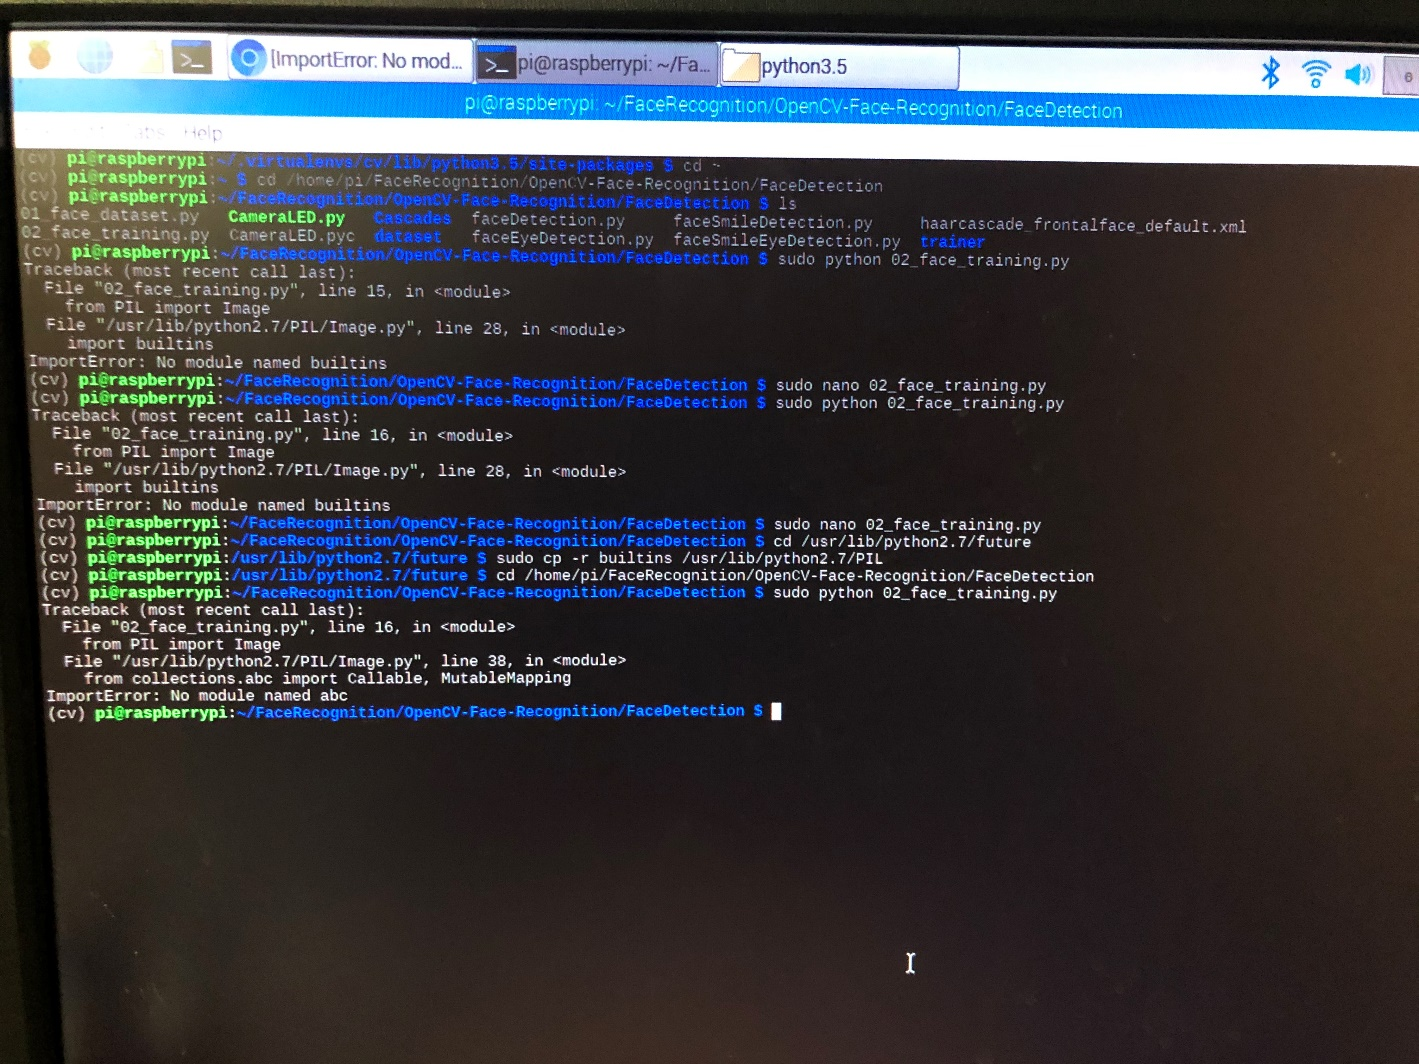 [ImportError: No mod...
pi@raspberrypi: ~/Fa...
python3.5
pi@raspberrypi: ~/FaceRecognition/OpenCV-Face-Recognition/FaceDetection
Tabs Help
(cv) pi@raspberrypi:~/.virtualenvs/cv/lib/python3.5/site-packages $ cd ~
(cv) pi@raspberrypi:~ $ cd /home/pi/FaceRecognition/OpenCV-Face-Recognition/FaceDetection
(cv) pi@raspberrypi:~/FaceRecognition/OpenCV-Face-Recognition/FaceDetection $ ls
01_face_dataset.py CameraLED.py Cascades faceDetection.py faceSmileDetection.py haarcascade_frontalface_default.xml
02_face_training.py CameraLED.pyc dataset faceEyeDetection.py faceSmileEyeDetection.py trainer
(cv) pi@raspberrypi:~/FaceRecognition/OpenCV-Face-Recognition/FaceDetection $ sudo python 02_face_training.py
Traceback (most recent call last):
File "02_face_training.py", line 15, in <module>
from PIL import Image
File "/usr/lib/python2.7/PIL/Image.py", line 28, in <module>
import builtins
ImportError: No module named builtins
(cv) pi@raspberrypi:~/FaceRecognition/OpenCV-Face-Recognition/FaceDetection $ sudo nano 02_face_training.py
(cv) pi@raspberrypi:~/FaceRecognition/OpenCV-Face-Recognition/FaceDetection $ sudo python 02_face_training.py
Traceback (most recent call last):
File "02_face_training.py", line 16, in <module>
from PIL import Image
File "/usr/lib/python2.7/PIL/Image.py", line 28, in <module>
import builtins
ImportError: No module named builtins
(cv) pi@raspberrypi:~/FaceRecognition/OpenCV-Face-Recognition/FaceDetection $ sudo nano 02_face_training.py
(cv) pi@raspberrypi:~/FaceRecognition/OpenCV-Face-Recognition/FaceDetection $ cd /usr/lib/python2.7/future
(cv) pi@raspberrypi:/usr/lib/python2.7/future $ sudo cp -r builtins /usr/lib/python2.7/PIL
(cv) pi@raspberrypi:/usr/lib/python2.7/future $ cd /home/pi/FaceRecognition/OpenCV-Face-Recognition/FaceDetection
(cv) pi@raspberrypi:~/FaceRecognition/OpenCV-Face-Recognition/FaceDetection $ sudo python 02_face_training.py
Traceback (most recent call last):
File "02_face_training.py", line 16, in <module>
from PIL import Image
File "/usr/lib/python2.7/PIL/Image.py", line 38, in <module>
from collections.abc import Callable, MutableMapping
ImportError: No module named abc
(cv) pi@raspberrypi:~/FaceRecognition/OpenCV-Face-Recognition/FaceDetection $